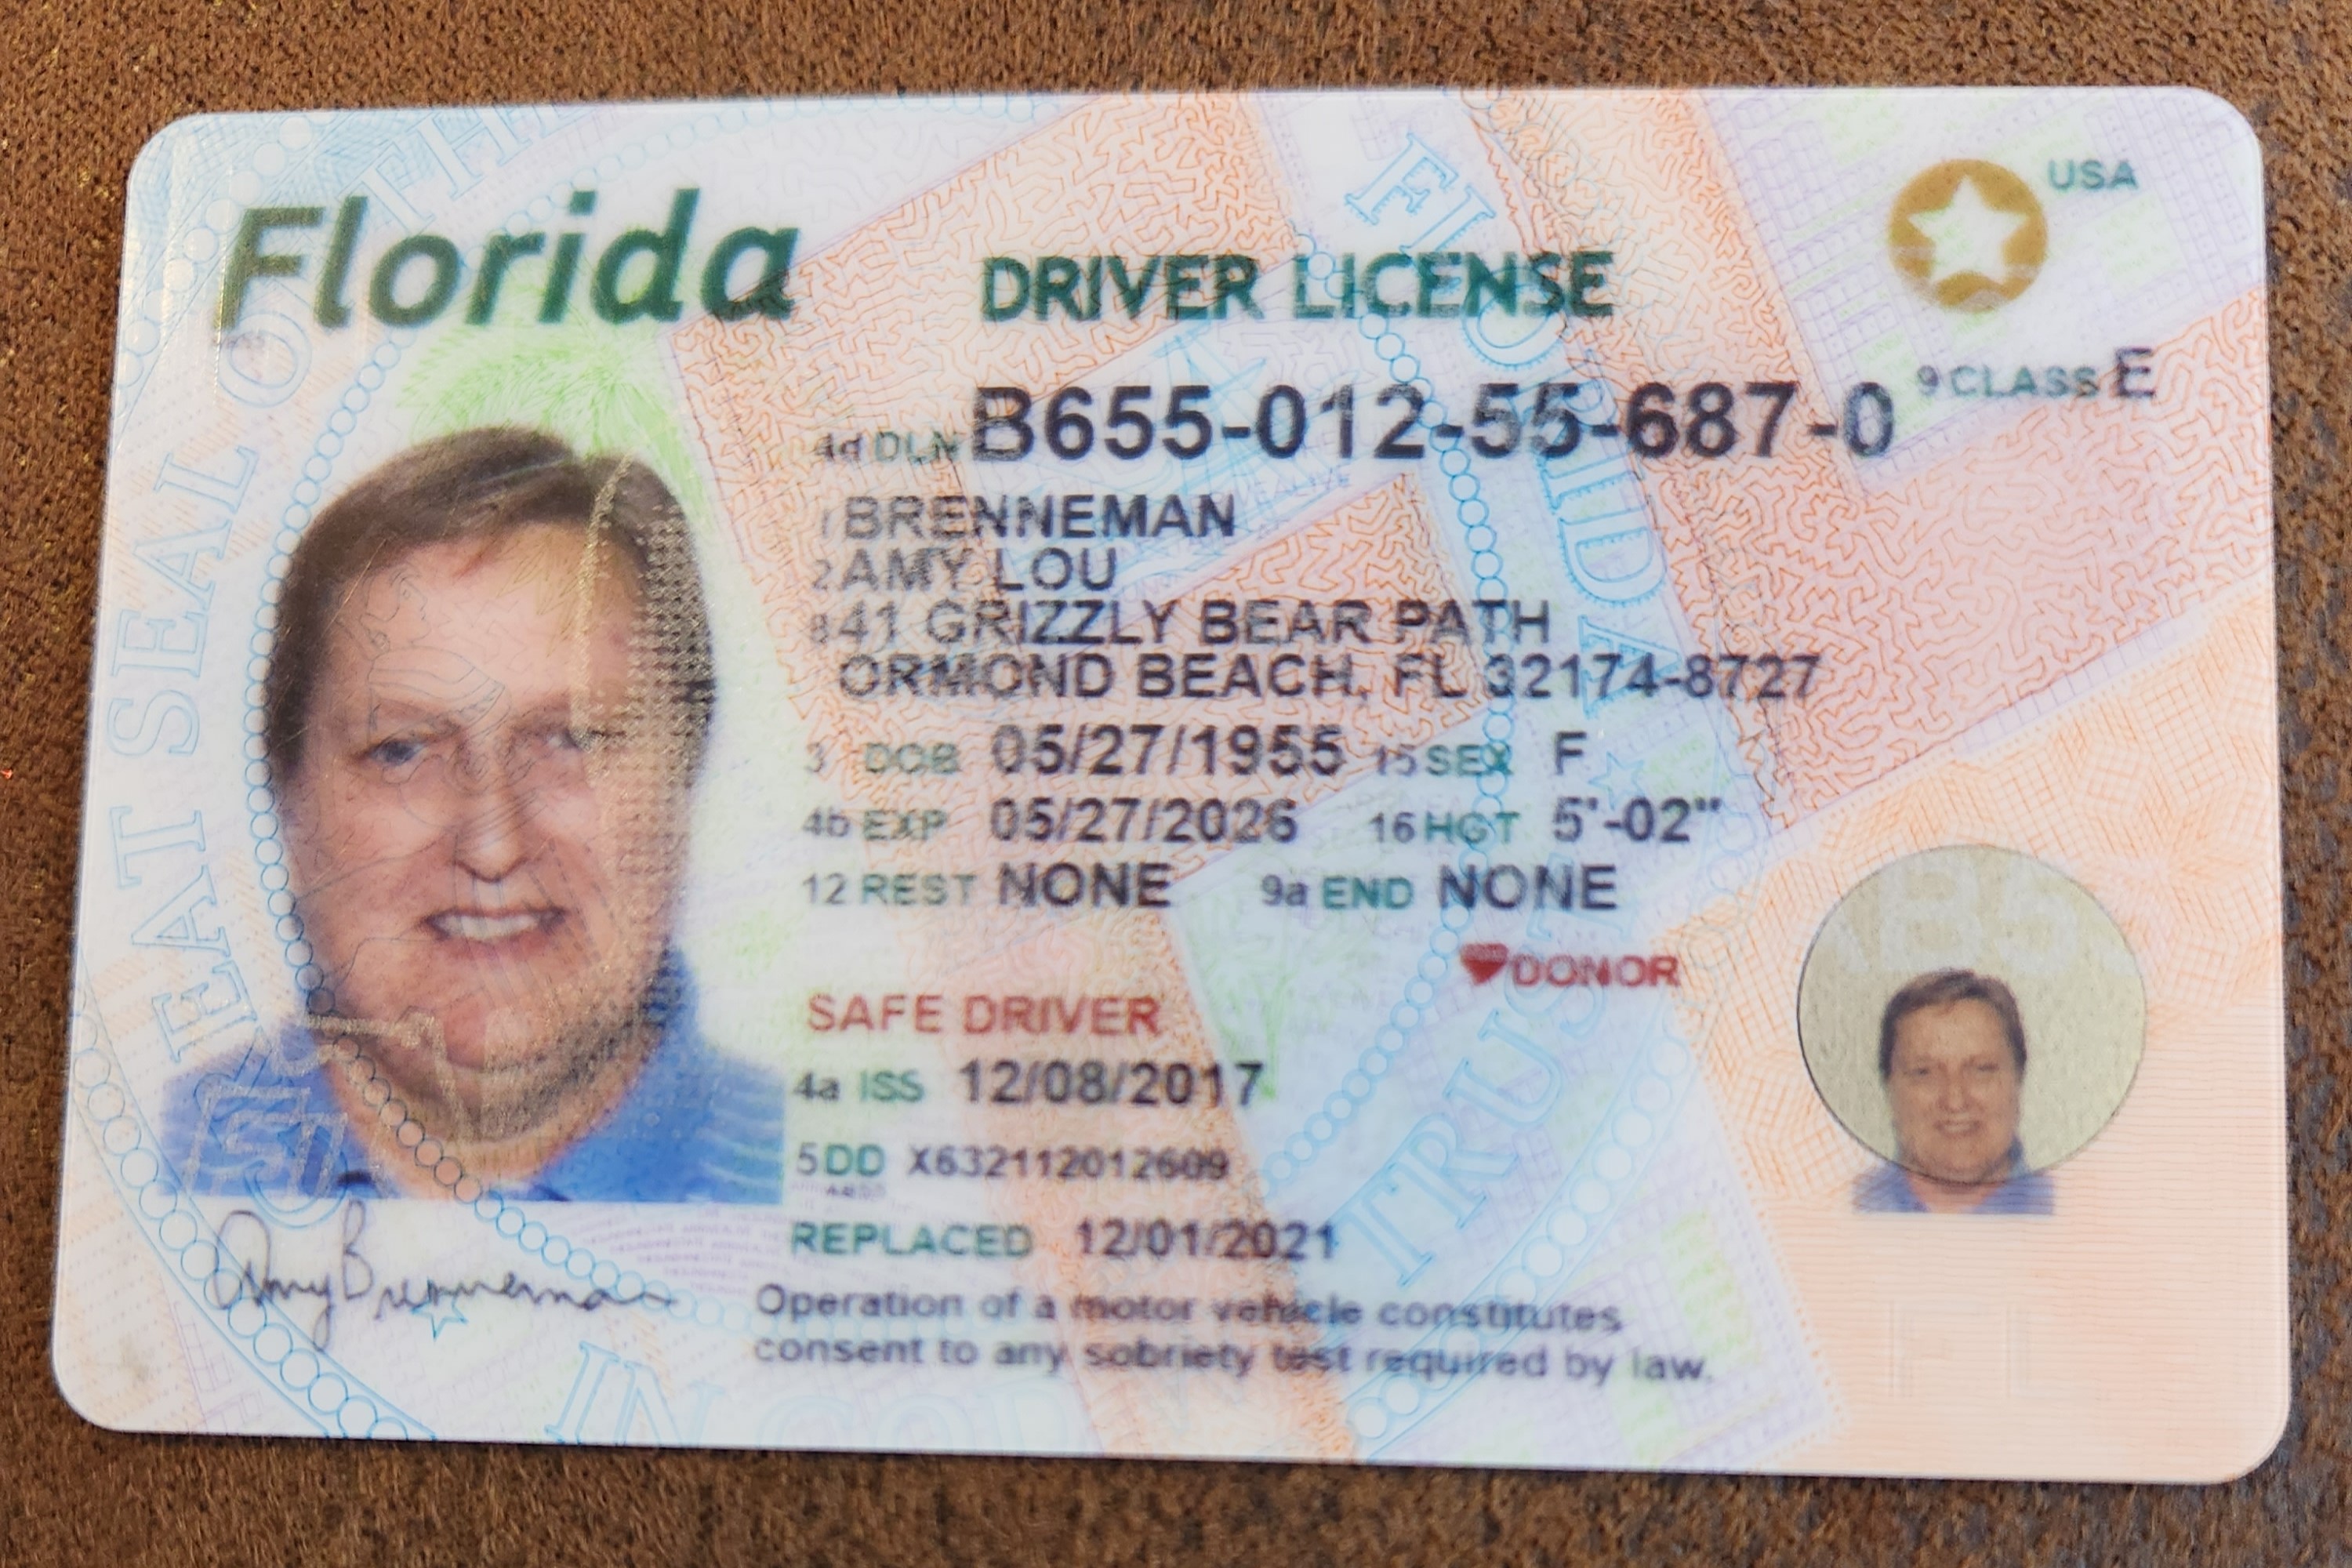 Florida
DRIVER LICENSE
USA
9 CLASS E
4d DLN B655-012-55-687-0
1 BRENNEMAN
2 AMY LOU
8 41 GRIZZLY BEAR PATH
ORMOND BEACH, FL 32174-8727
3 DOB 05/27/1955 15 SEX F
4b EXP 05/27/2026 16 HGT 5'-02"
12 REST NONE 9a END NONE
DONOR
SAFE DRIVER
4a ISS 12/08/2017
5 DD X632112012609
REPLACED 12/01/2021
Amy Brenneman
Operation of a motor vehicle constitutes
consent to any sobriety test required by law.
EAT SEAL O
THE
FLORIDA
TRUST
IN GOD